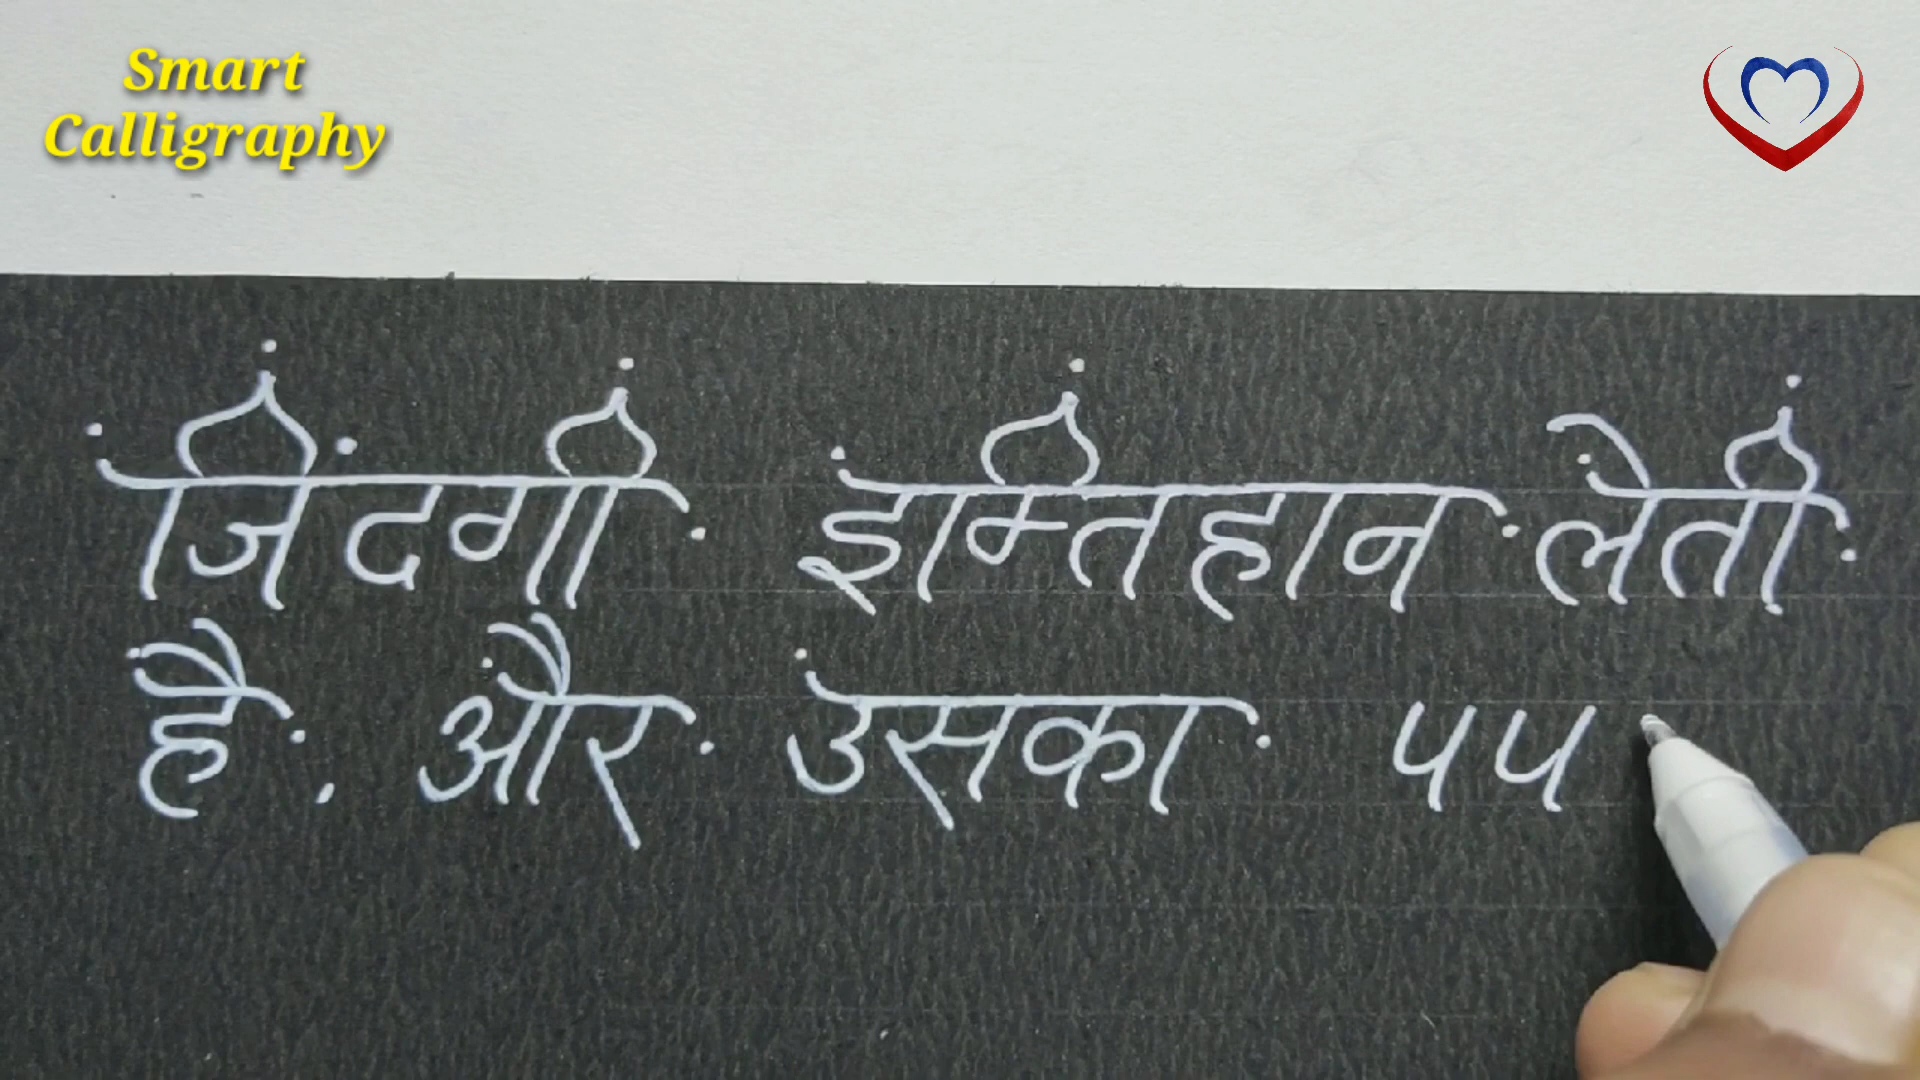 Smart
Calligraphy
जिंदगी इम्तिहान लेती
है, और उसका पप